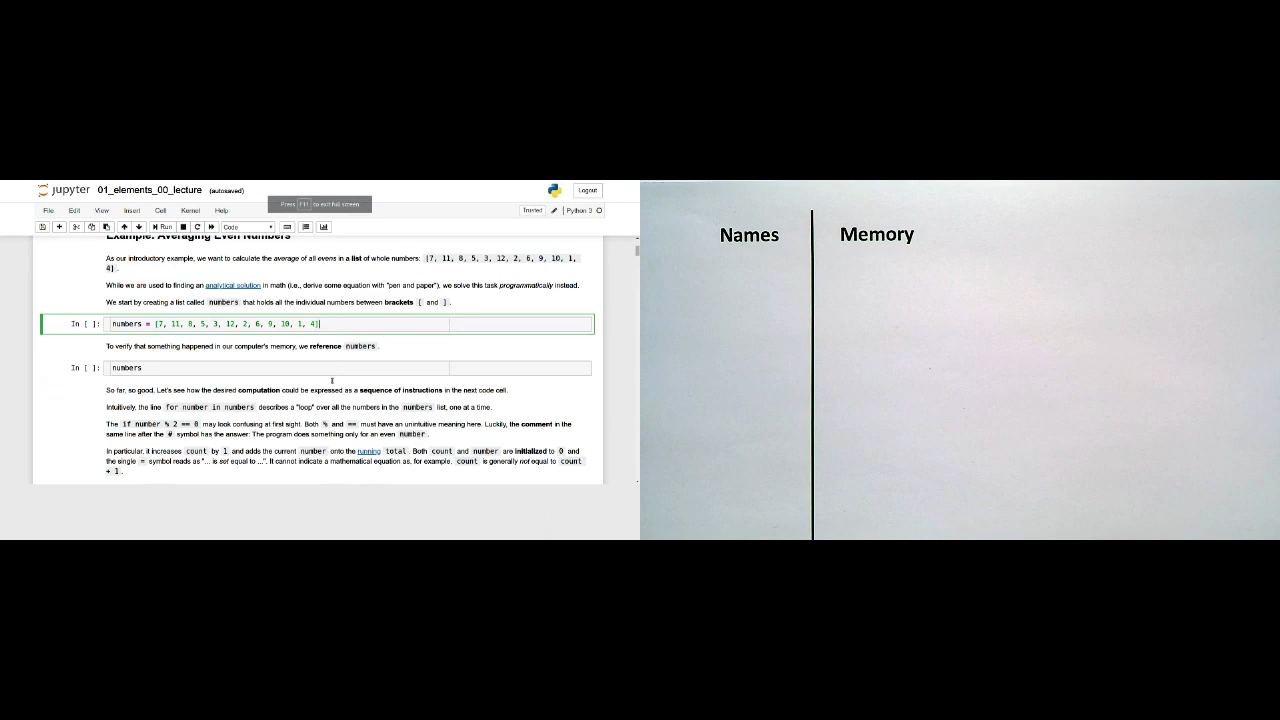 jupyter 01_elements_00_lecture (autosaved)
Logout
Press F11 to exit full screen
File Edit View Insert Cell Kernel Help
Trusted Python 3
Run Code
Example: Averaging Even Numbers
As our introductory example, we want to calculate the average of all evens in a list of whole numbers: [7, 11, 8, 5, 3, 12, 2, 6, 9, 10, 1,
4].
While we are used to finding an analytical solution in math (i.e., derive some equation with "pen and paper"), we solve this task programmatically instead.
We start by creating a list called numbers that holds all the individual numbers between brackets [ and ].
In [ ]: numbers = [7, 11, 8, 5, 3, 12, 2, 6, 9, 10, 1, 4]
To verify that something happened in our computer's memory, we reference numbers.
In [ ]: numbers
So far, so good. Let's see how the desired computation could be expressed as a sequence of instructions in the next code cell.
Intuitively, the line for number in numbers describes a "loop" over all the numbers in the numbers list, one at a time.
The if number % 2 == 0 may look confusing at first sight. Both % and == must have an unintuitive meaning here. Luckily, the comment in the
same line after the # symbol has the answer: The program does something only for an even number.
In particular, it increases count by 1 and adds the current number onto the running total. Both count and number are initialized to 0 and
the single = symbol reads as "... is set equal to ...". It cannot indicate a mathematical equation as, for example, count is generally not equal to count
+ 1.
Names Memory